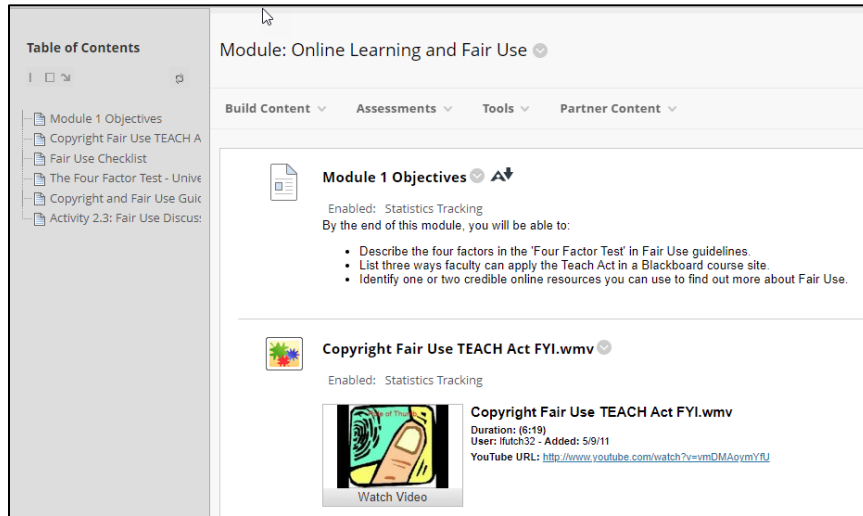 Table of Contents
Module 1 Objectives
Copyright Fair Use TEACH A
Fair Use Checklist
The Four Factor Test - Unive
Copyright and Fair Use Guid
Activity 2.3: Fair Use Discus
Module: Online Learning and Fair Use
Build Content Assessments Tools Partner Content
Module 1 Objectives
Enabled: Statistics Tracking
By the end of this module, you will be able to:
• Describe the four factors in the 'Four Factor Test' in Fair Use guidelines.
• List three ways faculty can apply the Teach Act in a Blackboard course site.
• Identify one or two credible online resources you can use to find out more about Fair Use.
Copyright Fair Use TEACH Act FYI.wmv
Enabled: Statistics Tracking
Rule of Thumb
Watch Video
Copyright Fair Use TEACH Act FYI.wmv
Duration: (6:19)
User: lfutch32 - Added: 5/9/11
YouTube URL: http://www.youtube.com/watch?v=vmDMAoymYfU